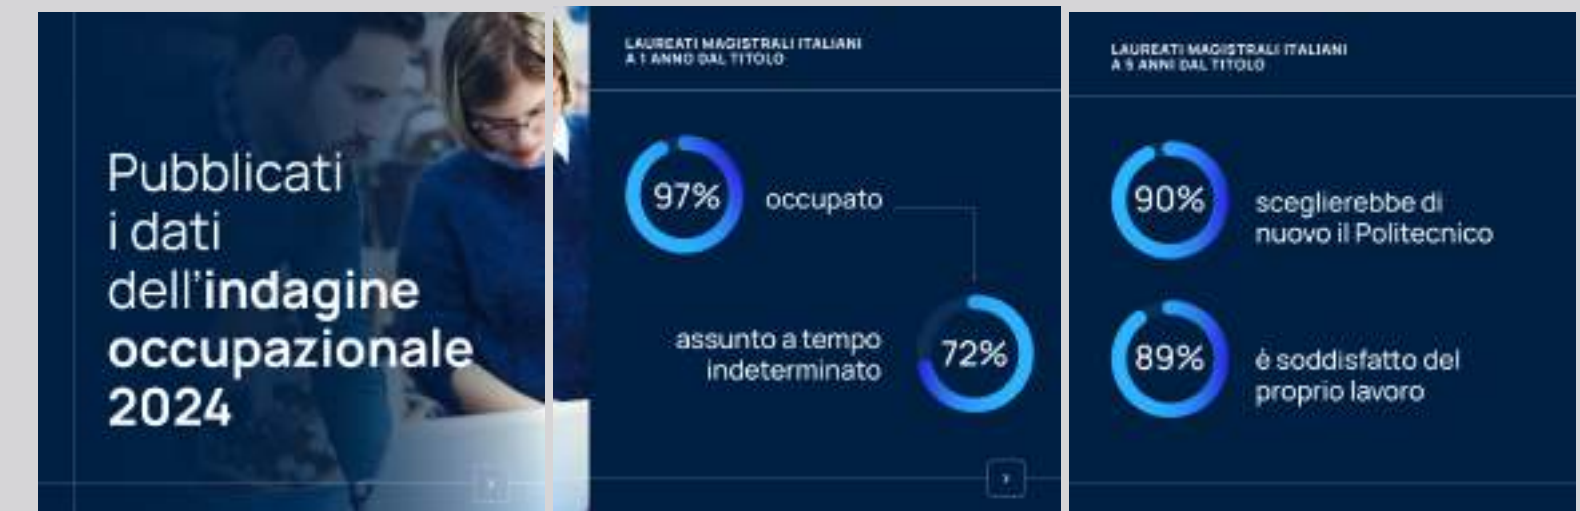 Pubblicati
i dati
dell'indagine
occupazionale
2024
LAUREATI MAGISTRALI ITALIANI
A 1 ANNO DAL TITOLO
97%
occupato
assunto a tempo
indeterminato
72%
LAUREATI MAGISTRALI ITALIANI
A 5 ANNI DAL TITOLO
90%
sceglierebbe di
nuovo il Politecnico
89%
è soddisfatto del
proprio lavoro